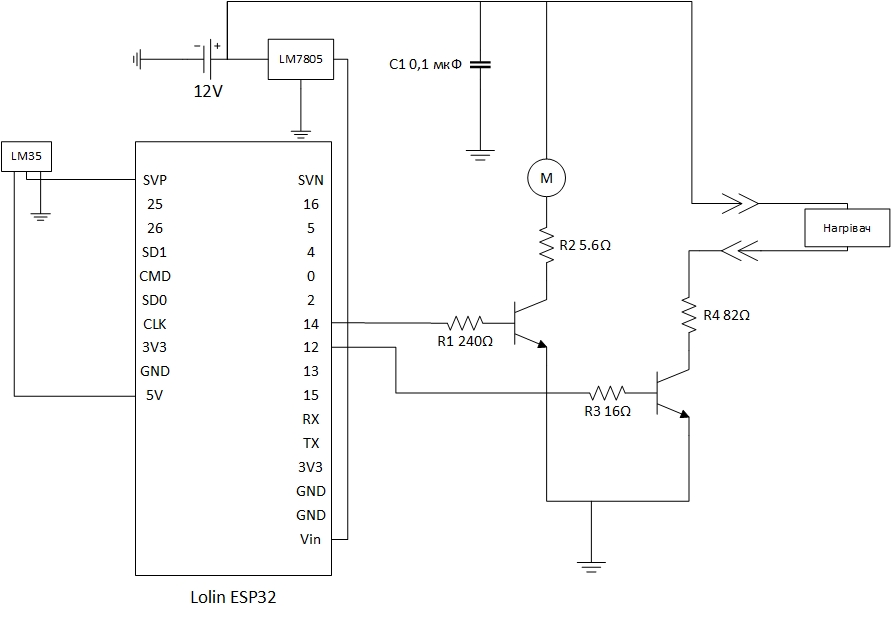 - +
LM7805
12V
C1 0,1 мкФ
LM35
M
SVP SVN
25 16
26 5
SD1 4
CMD 0
SD0 2
CLK 14
3V3 12
GND 13
5V 15
RX
TX
3V3
GND
GND
Vin
Lolin ESP32
R1 240Ω
R2 5.6Ω
R3 16Ω
R4 82Ω
Нагрівач